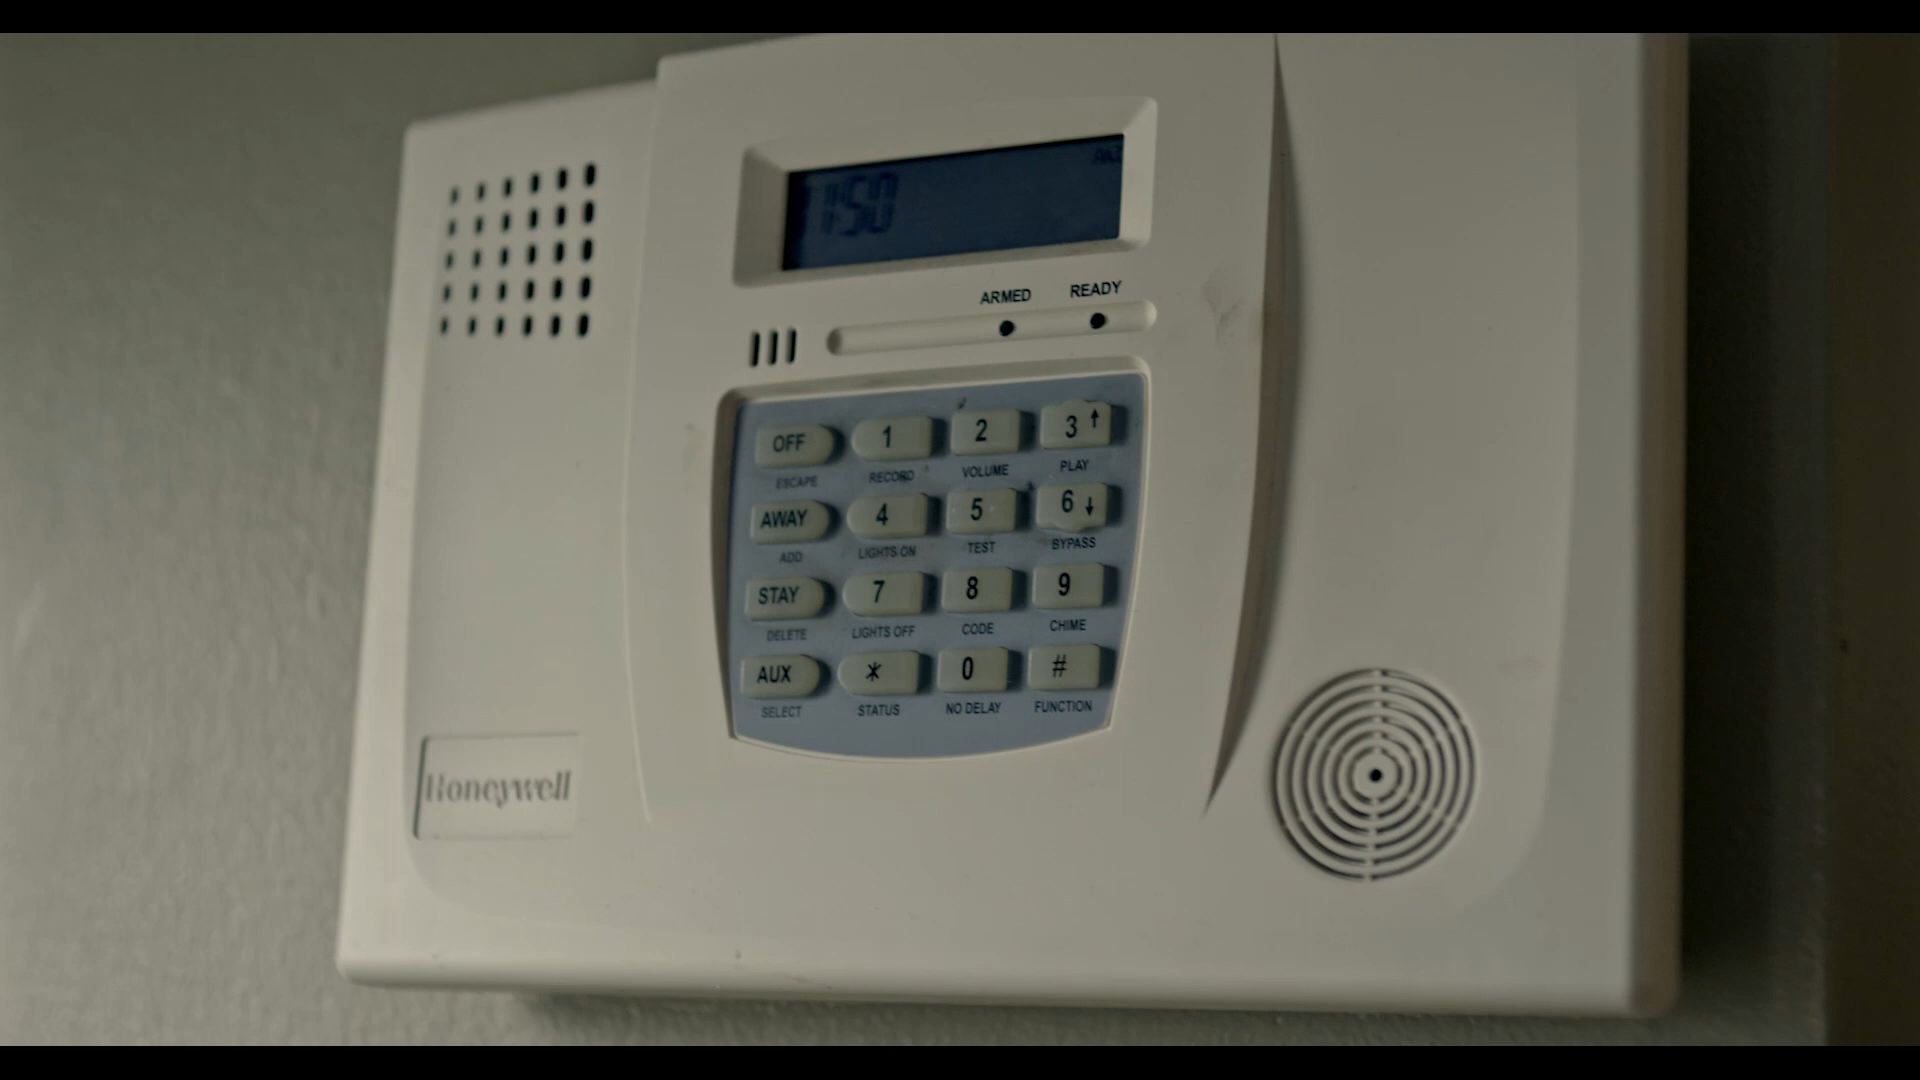 1:50
ARMED READY
OFF 1 2 3 ↑
ESCAPE RECORD VOLUME PLAY
AWAY 4 5 6 ↓
ADD LIGHTS ON TEST BYPASS
STAY 7 8 9
DELETE LIGHTS OFF CODE CHIME
AUX * 0 #
SELECT STATUS NO DELAY FUNCTION
Honeywell